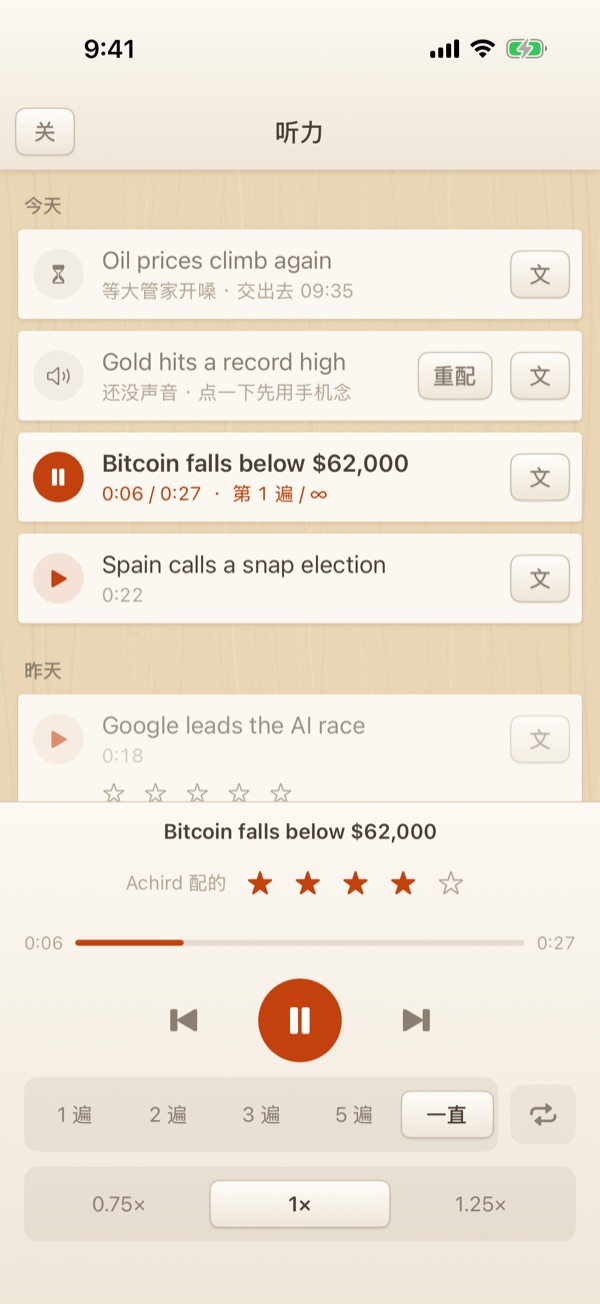 9:41
关
听力
今天
Oil prices climb again
等大管家开嗓 · 交出去 09:35
文
Gold hits a record high
还没声音 · 点一下先用手机念
重配
文
Bitcoin falls below $62,000
0:06 / 0:27 · 第 1 遍 / ∞
文
Spain calls a snap election
0:22
文
昨天
Google leads the AI race
0:18
文
Bitcoin falls below $62,000
Achird 配的
0:06
0:27
1 遍
2 遍
3 遍
5 遍
一直
0.75×
1×
1.25×